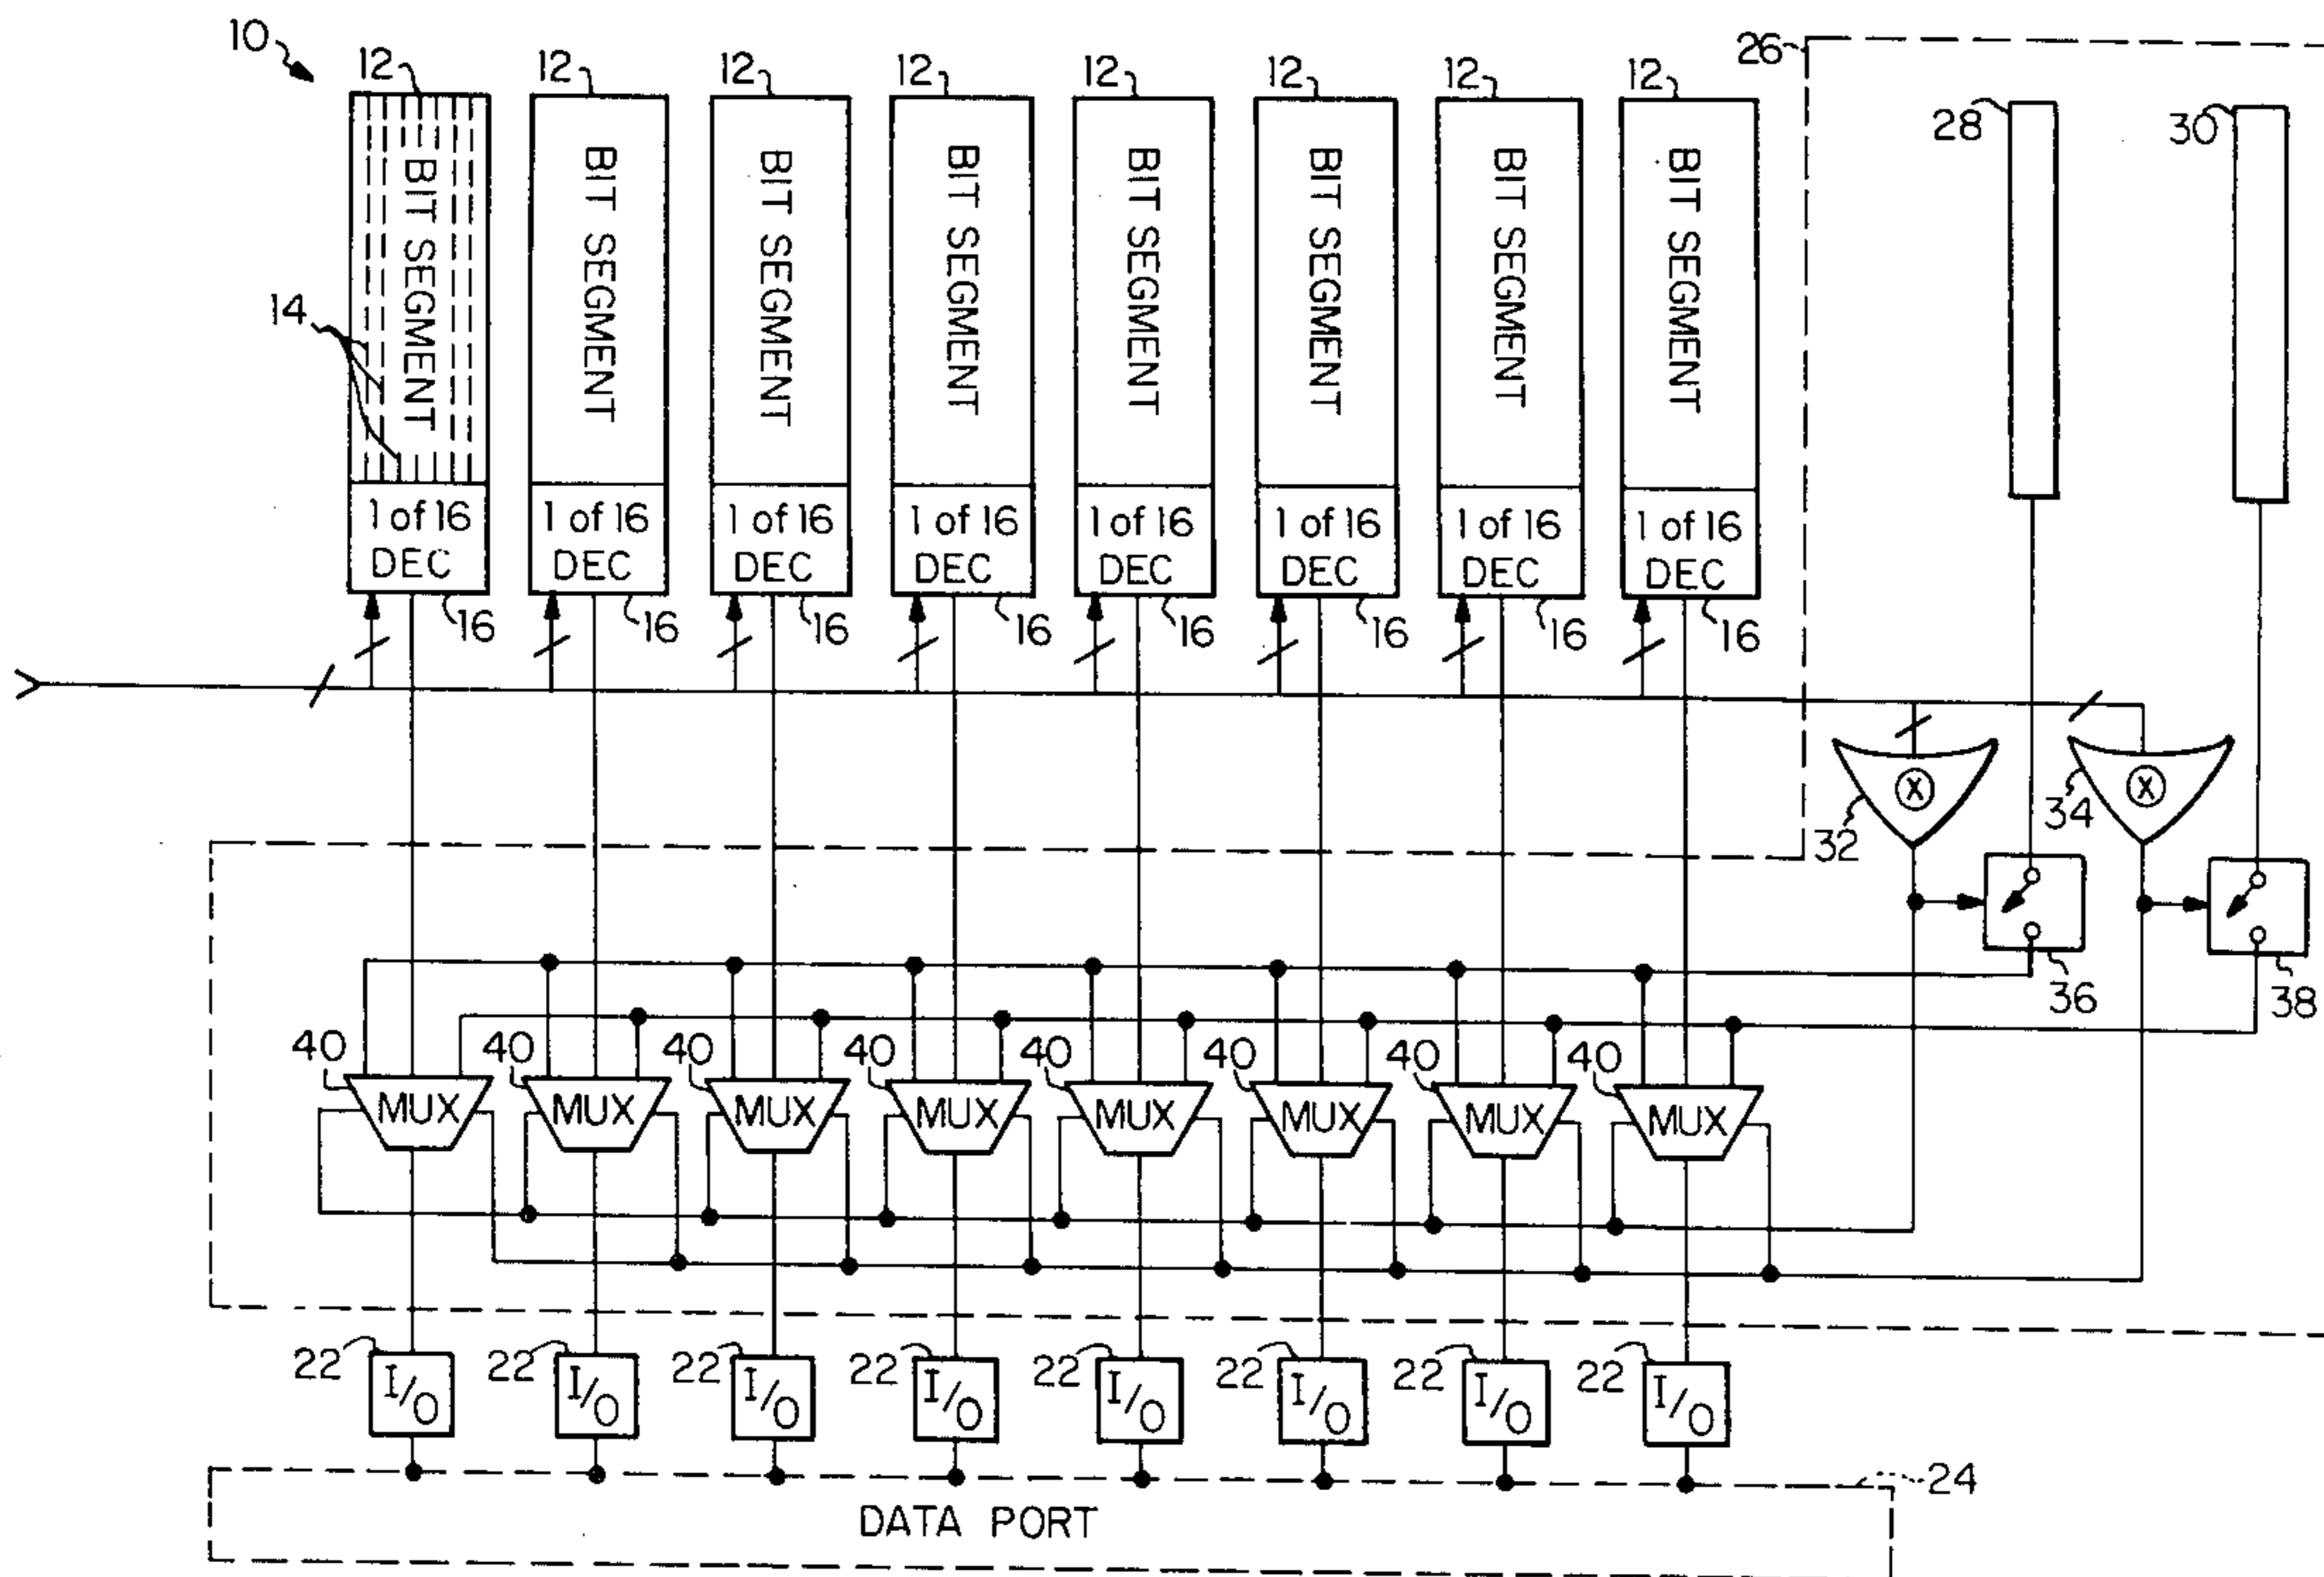 10
12 12 12 12 12 12 12 12
26
28
30
BIT SEGMENT BIT SEGMENT BIT SEGMENT BIT SEGMENT BIT SEGMENT BIT SEGMENT BIT SEGMENT BIT SEGMENT
14
1 of 16 1 of 16 1 of 16 1 of 16 1 of 16 1 of 16 1 of 16 1 of 16
DEC DEC DEC DEC DEC DEC DEC DEC
16 16 16 16 16 16 16 16
X X
32
34
36
38
40 40 40 40 40 40 40 40
MUX MUX MUX MUX MUX MUX MUX MUX
22 22 22 22 22 22 22 22
I/O I/O I/O I/O I/O I/O I/O I/O
24
DATA PORT